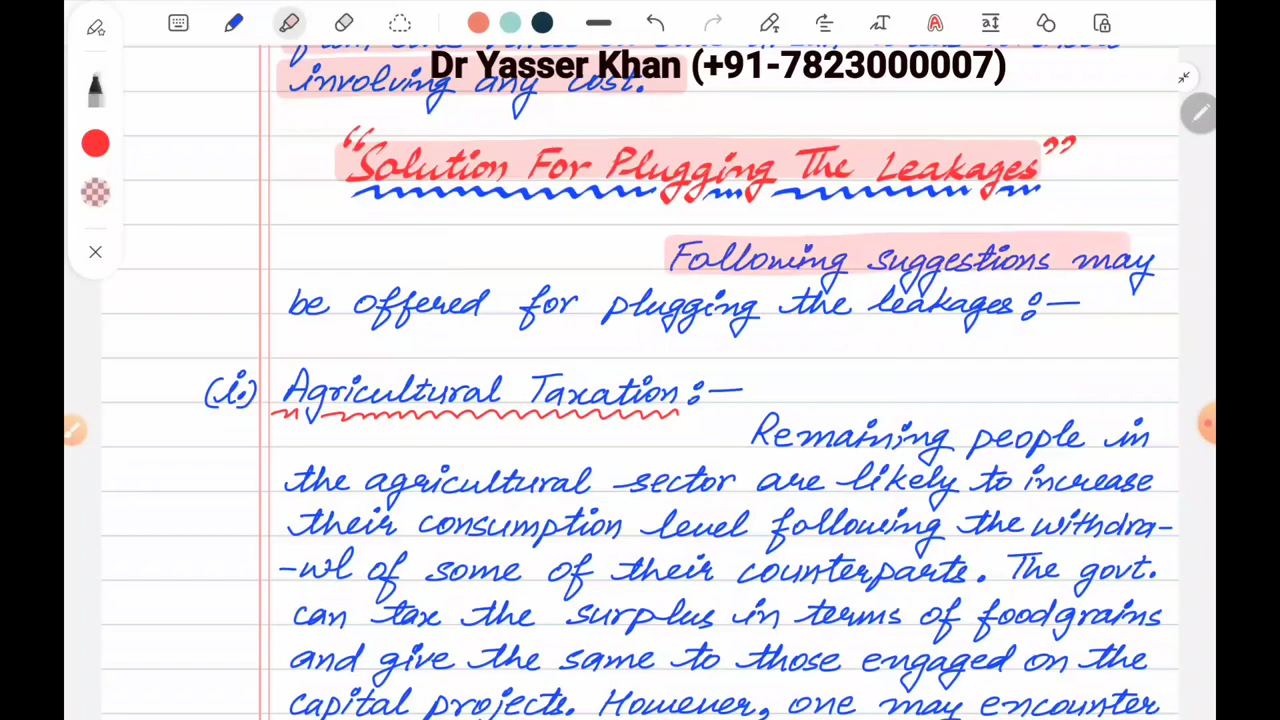 Dr Yasser Khan (+91-7823000007)
involving any cost.
"Solution For Plugging The Leakages"
Following suggestions may
be offered for plugging the leakages:—
(i.) Agricultural Taxation:—
Remaining people in
the agricultural sector are likely to increase
their consumption level following the withdra-
-wl of some of their counterparts. The govt.
can tax the surplus in terms of foodgrains
and give the same to those engaged on the
capital projects. However, one may encounter